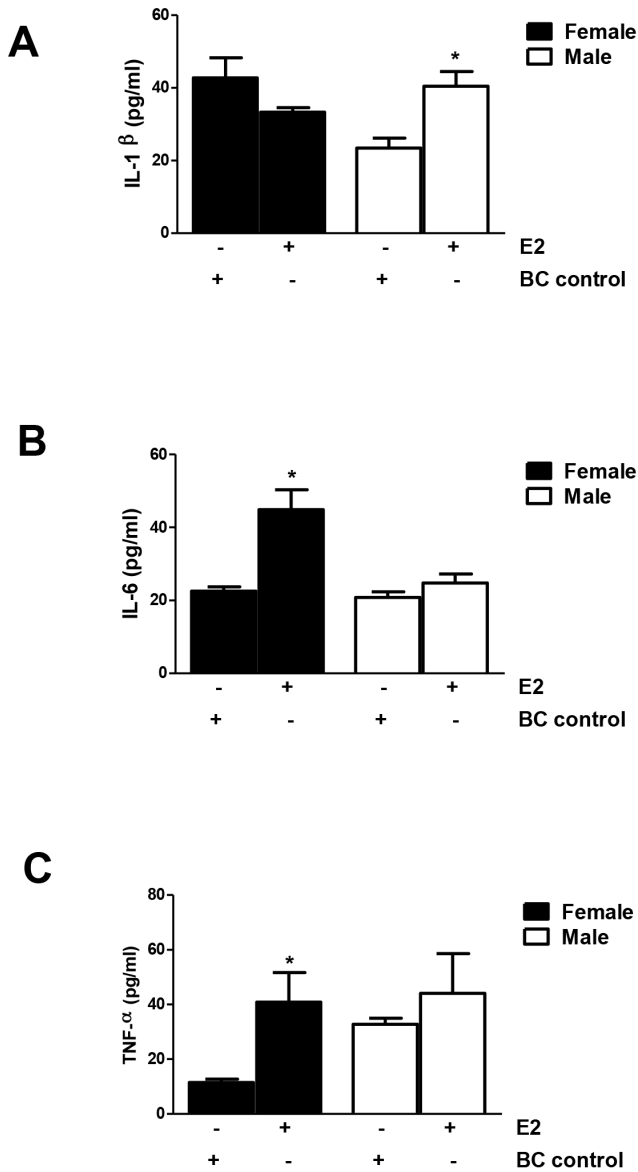 A
Female
Male
60
40
20
0
IL-1 β (pg/ml)
*
- + - + E2
+ - + - BC control
B
Female
Male
60
40
20
0
IL-6 (pg/ml)
*
- + - + E2
+ - + - BC control
C
Female
Male
80
60
40
20
0
TNF-α (pg/ml)
*
- + - + E2
+ - + - BC control